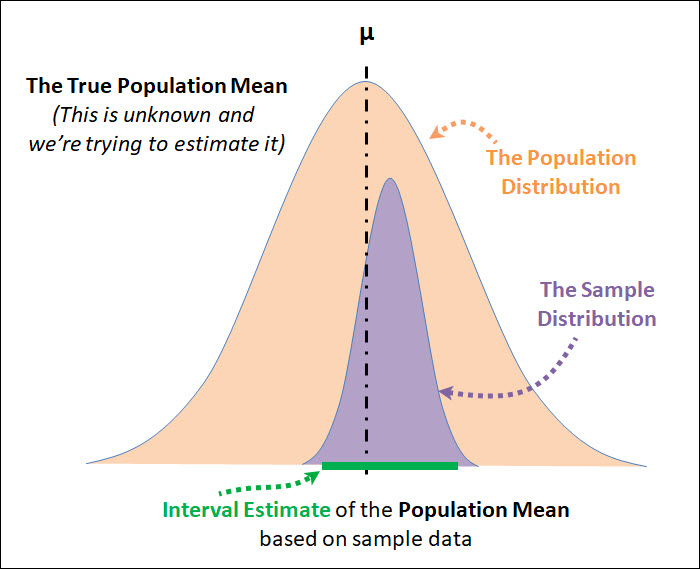 μ
The True Population Mean
(This is unknown and
we're trying to estimate it)
The Population
Distribution
The Sample
Distribution
Interval Estimate of the Population Mean
based on sample data